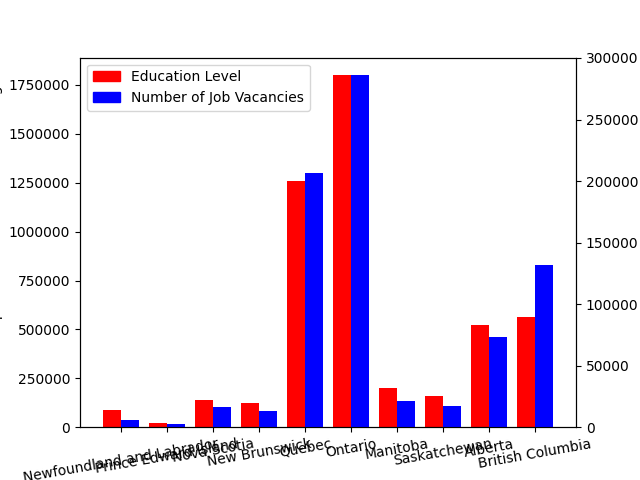 Education Level
Number of Job Vacancies
1750000
1500000
1250000
1000000
750000
500000
250000
0
300000
250000
200000
150000
100000
50000
0
Newfoundland and Labrador
Prince Edward Island
Nova Scotia
New Brunswick
Quebec
Ontario
Manitoba
Saskatchewan
Alberta
British Columbia